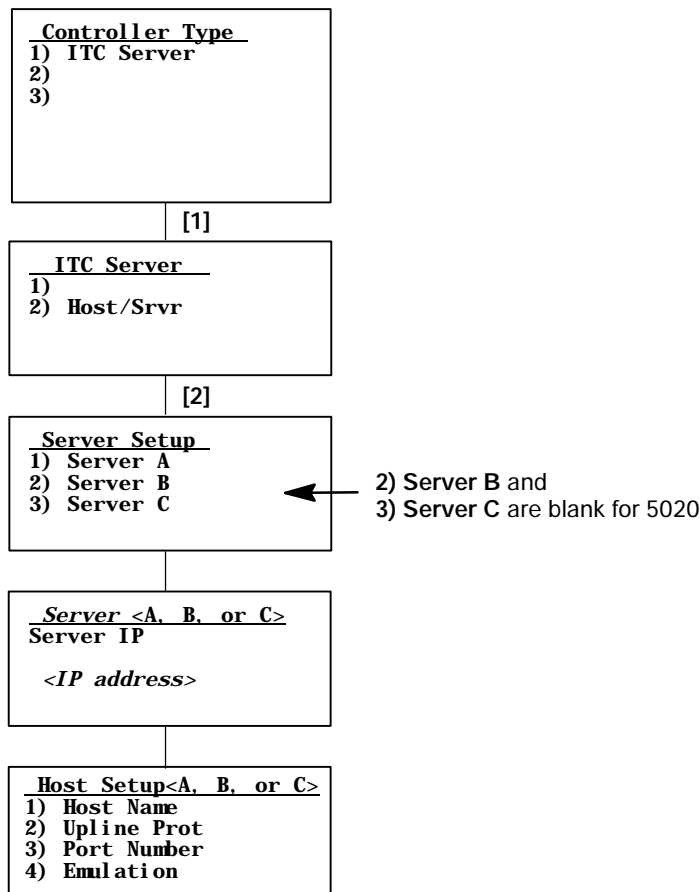 Controller Type
1) ITC Server
2)
3)
[1]
ITC Server
1)
2) Host/Srvr
[2]
Server Setup
1) Server A
2) Server B
3) Server C
2) Server B and
3) Server C are blank for 5020
Server <A, B, or C>
Server IP
<IP address>
Host Setup<A, B, or C>
1) Host Name
2) Upline Prot
3) Port Number
4) Emulation